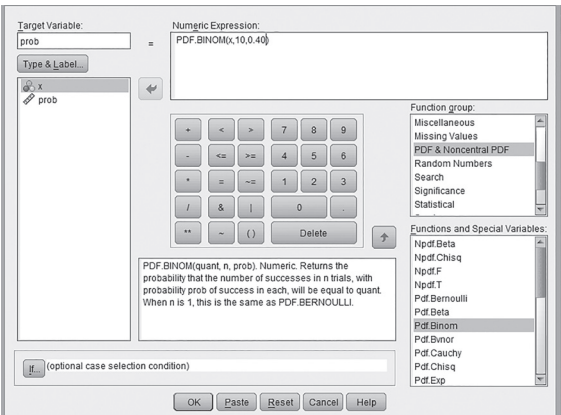 Target Variable:
prob
=
Type & Label...
x
prob
Numeric Expression:
PDF.BINOM(x,10,0.40)
+ < > 7 8 9
- <= >= 4 5 6
* = ~= 1 2 3
/ & | 0 .
** ~ ( ) Delete
PDF.BINOM(quant, n, prob). Numeric. Returns the
probability that the number of successes in n trials, with
probability prob of success in each, will be equal to quant.
When n is 1, this is the same as PDF.BERNOULLI.
Function group:
Miscellaneous
Missing Values
PDF & Noncentral PDF
Random Numbers
Search
Significance
Statistical
Functions and Special Variables:
Npdf.Beta
Npdf.Chisq
Npdf.F
Npdf.T
Pdf.Bernoulli
Pdf.Beta
Pdf.Binom
Pdf.Bvnor
Pdf.Cauchy
Pdf.Chisq
Pdf.Exp
If... (optional case selection condition)
OK Paste Reset Cancel Help